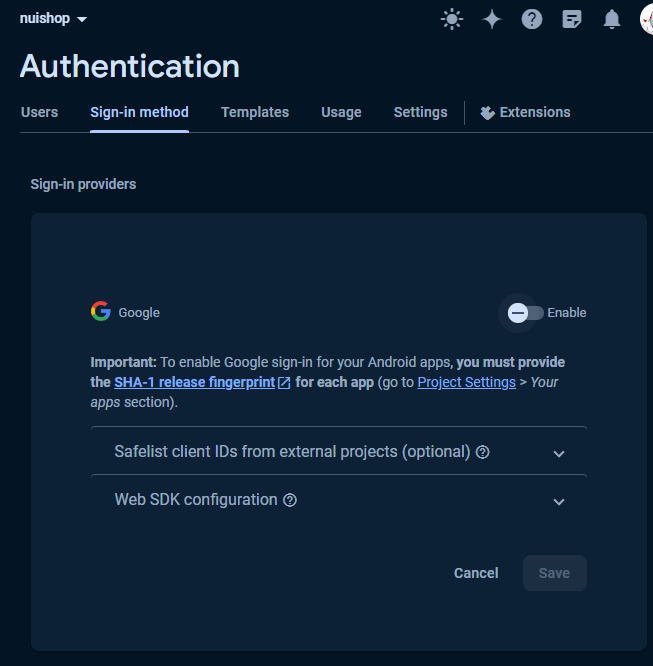 nuishop
Authentication
Users Sign-in method Templates Usage Settings Extensions
Sign-in providers
Google Enable
Important: To enable Google sign-in for your Android apps, you must provide
the SHA-1 release fingerprint for each app (go to Project Settings > Your
apps section).
Safelist client IDs from external projects (optional)
Web SDK configuration
Cancel Save